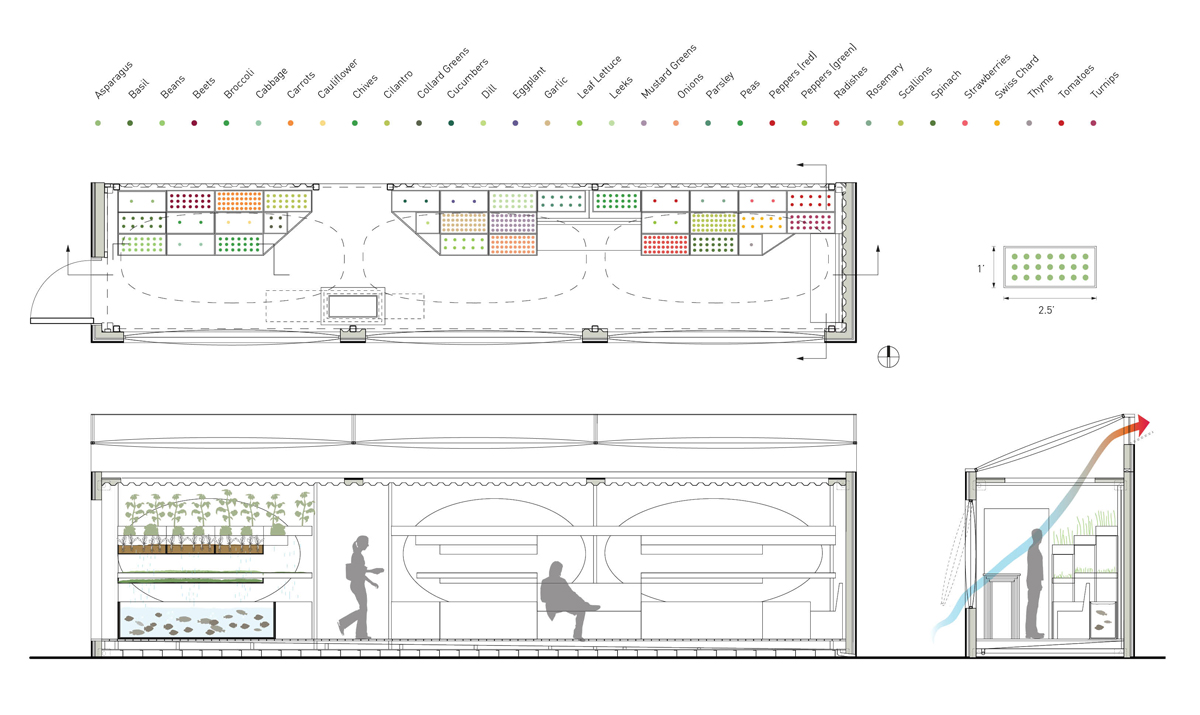 Asparagus
Basil
Beans
Beets
Broccoli
Cabbage
Carrots
Cauliflower
Chives
Cilantro
Collard Greens
Cucumbers
Dill
Eggplant
Garlic
Leaf Lettuce
Leeks
Mustard Greens
Onions
Parsley
Peas
Peppers (red)
Peppers (green)
Radishes
Rosemary
Scallions
Spinach
Strawberries
Swiss Chard
Thyme
Tomatoes
Turnips
1'
2.5'